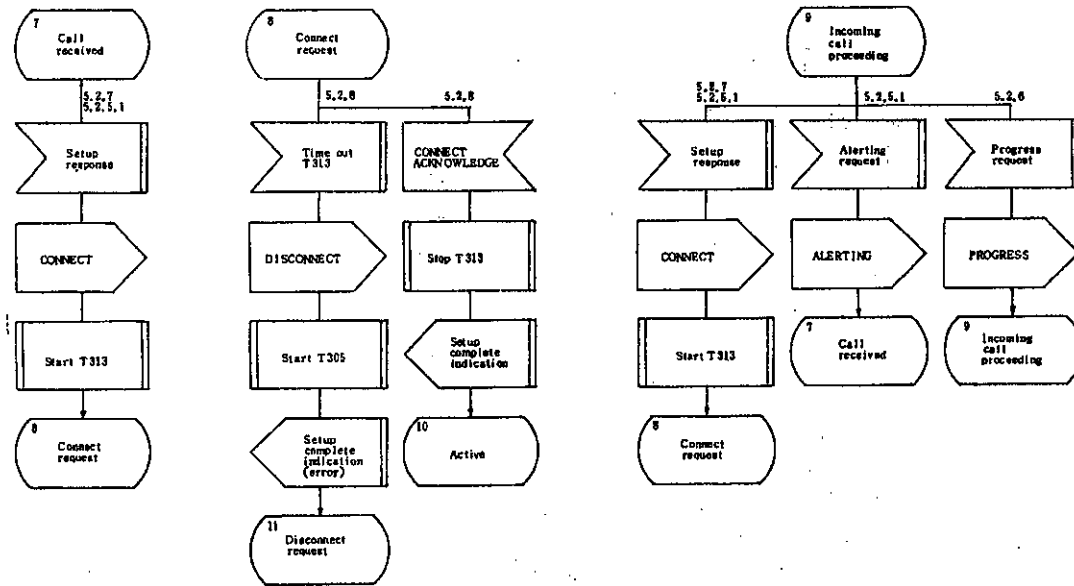 7
Call
received
5.2.7
5.2.5.1
Setup
response
CONNECT
Start T313
8
Connect
request
8
Connect
request
5.2.8
5.2.8
Time out
T313
DISCONNECT
Start T305
Setup
complete
indication
(error)
11
Disconnect
request
CONNECT
ACKNOWLEDGE
Stop T313
Setup
complete
indication
10
Active
9
Incoming
call
proceeding
5.2.7
5.2.5.1
5.2.5.1
5.2.6
Setup
response
CONNECT
Start T313
8
Connect
request
Alerting
request
ALERTING
7
Call
received
Progress
request
PROGRESS
9
Incoming
call
proceeding